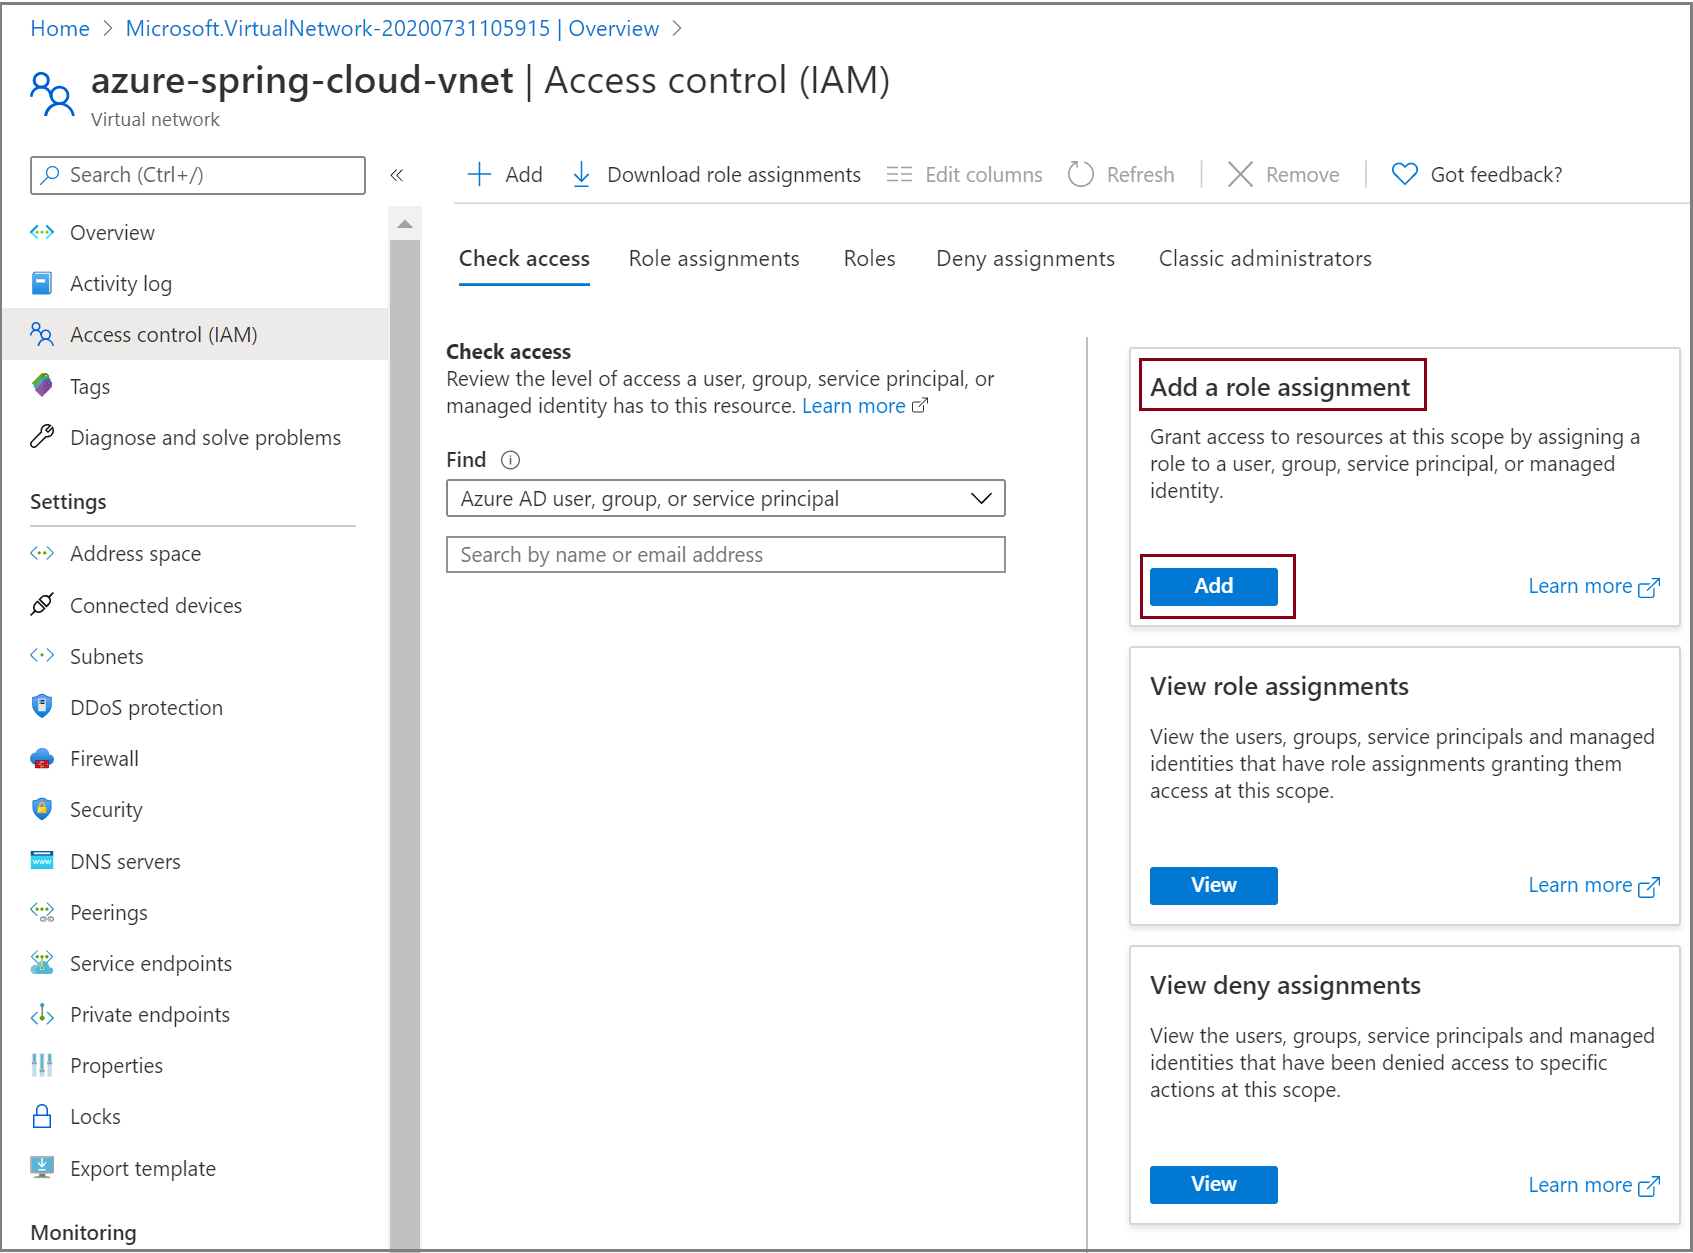 Home > Microsoft.VirtualNetwork-20200731105915 | Overview >
azure-spring-cloud-vnet | Access control (IAM)
Virtual network
Search (Ctrl+/)
«
Add
Download role assignments
Edit columns
Refresh
Remove
Got feedback?
Overview
Activity log
Access control (IAM)
Tags
Diagnose and solve problems
Settings
Address space
Connected devices
Subnets
DDoS protection
Firewall
Security
DNS servers
Peerings
Service endpoints
Private endpoints
Properties
Locks
Export template
Monitoring
Check access
Role assignments
Roles
Deny assignments
Classic administrators
Check access
Review the level of access a user, group, service principal, or
managed identity has to this resource. Learn more
Find
Azure AD user, group, or service principal
Search by name or email address
Add a role assignment
Grant access to resources at this scope by assigning a
role to a user, group, service principal, or managed
identity.
Add
Learn more
View role assignments
View the users, groups, service principals and managed
identities that have role assignments granting them
access at this scope.
View
Learn more
View deny assignments
View the users, groups, service principals and managed
identities that have been denied access to specific
actions at this scope.
View
Learn more